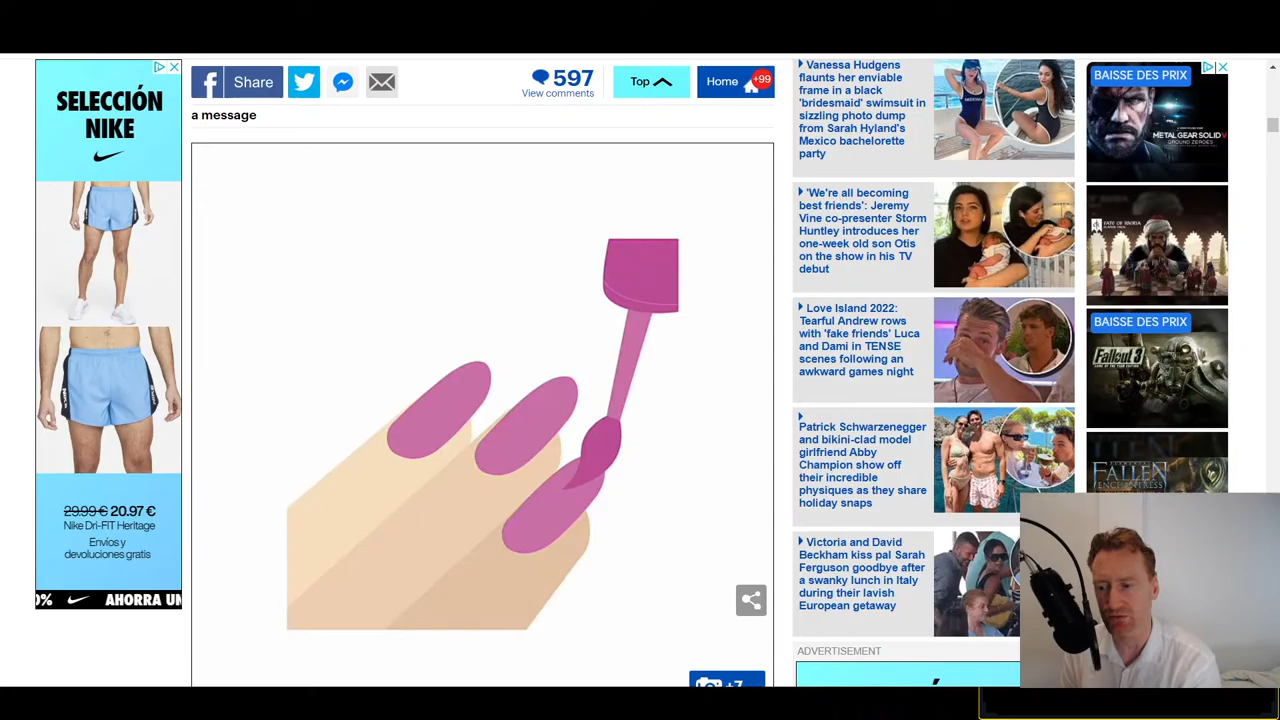 SELECCIÓN
NIKE
29.99 € 20.97 €
Nike Dri-FIT Heritage
Envíos y
devoluciones gratis
0%
AHORRA UN
Share
597
View comments
Top
Home
+99
a message
+7
Vanessa Hudgens
flaunts her enviable
frame in a black
'bridesmaid' swimsuit in
sizzling photo dump
from Sarah Hyland's
Mexico bachelorette
party
'We're all becoming
best friends': Jeremy
Vine co-presenter Storm
Huntley introduces her
one-week old son Otis
on the show in his TV
debut
Love Island 2022:
Tearful Andrew rows
with 'fake friends' Luca
and Dami in TENSE
scenes following an
awkward games night
Patrick Schwarzenegger
and bikini-clad model
girlfriend Abby
Champion show off
their incredible
physiques as they share
holiday snaps
Victoria and David
Beckham kiss pal Sarah
Ferguson goodbye after
a swanky lunch in Italy
during their lavish
European getaway
ADVERTISEMENT
BAISSE DES PRIX
METAL GEAR SOLID V
GROUND ZEROES
BAISSE DES PRIX
Fallout 3
FALLEN
ENCHANTRESS